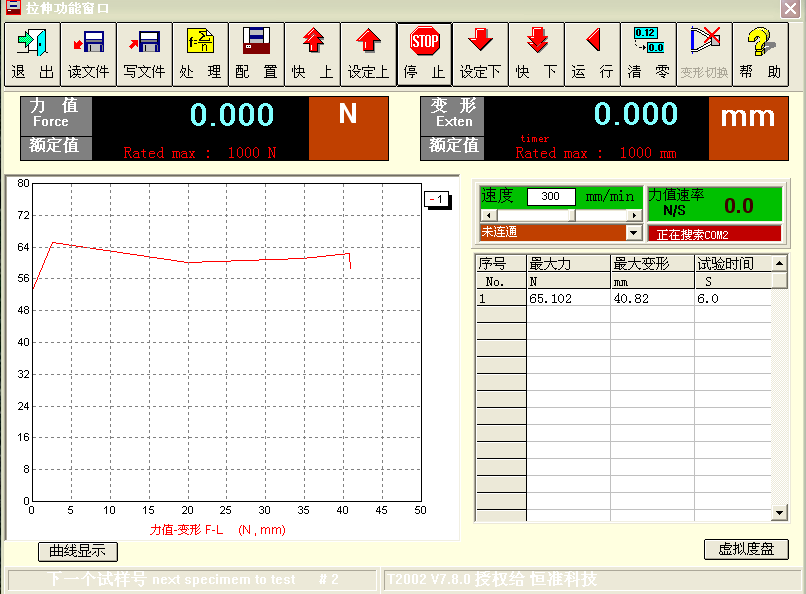 拉伸功能窗口
STOP
0.12
0.0
退 出 读文件 写文件 处 理 配 置 快 上 设定上 停 止 设定下 快 下 运 行 清 零 变形切换 帮 助
力 值
Force
额定值
0.000
N
Rated max : 1000 N
变 形
Exten
额定值
0.000
mm
timer
Rated max : 1000 mm
80
72
64
56
48
40
32
24
16
8
0
0 5 10 15 20 25 30 35 40 45 50
- 1
力值-变形 F-L (N , mm)
曲线显示
速度 300 mm/min
力值速率
N/S 0.0
未连通
正在搜索COM2
序号 最大力 最大变形 试验时间
No. N mm S
1 65.102 40.82 6.0
虚拟度盘
下一个试样号 next specimem to test # 2
T2002 V7.8.0 授权给 恒准科技